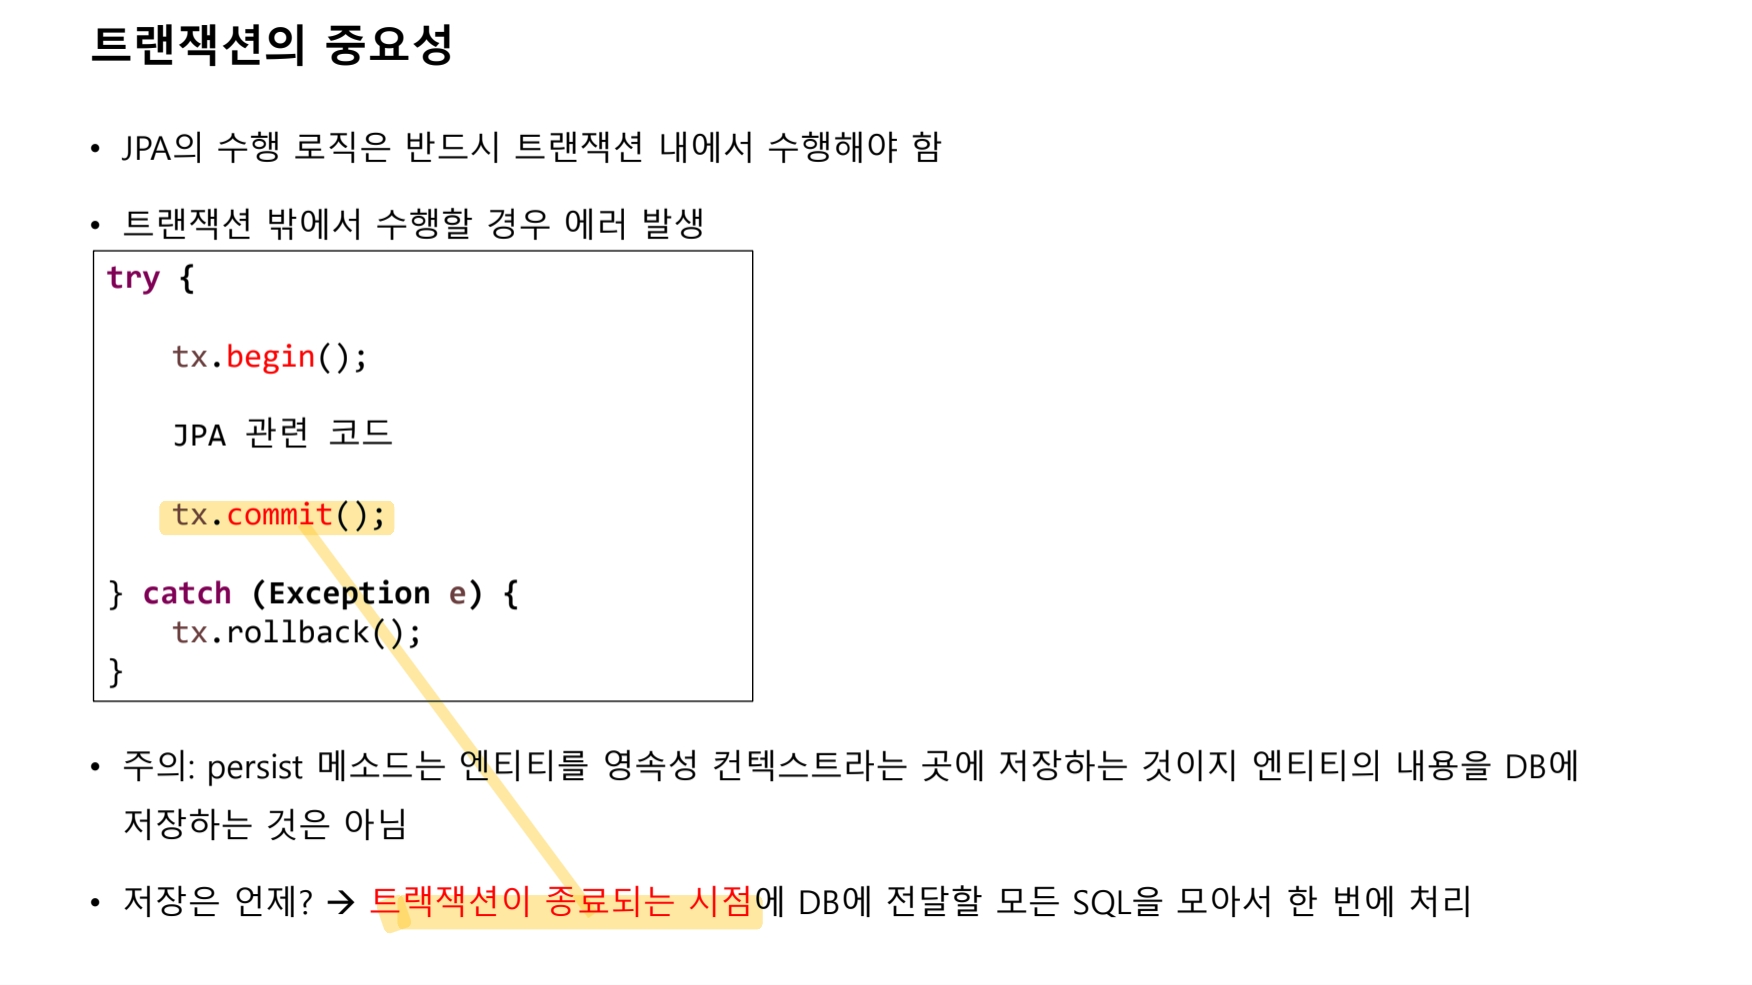 트랜잭션의 중요성
• JPA의 수행 로직은 반드시 트랜잭션 내에서 수행해야 함
• 트랜잭션 밖에서 수행할 경우 에러 발생
try {
tx.begin();
JPA 관련 코드
tx.commit();
} catch (Exception e) {
tx.rollback();
}
• 주의: persist 메소드는 엔티티를 영속성 컨텍스트라는 곳에 저장하는 것이지 엔티티의 내용을 DB에
저장하는 것은 아님
• 저장은 언제? → 트랙잭션이 종료되는 시점에 DB에 전달할 모든 SQL을 모아서 한 번에 처리